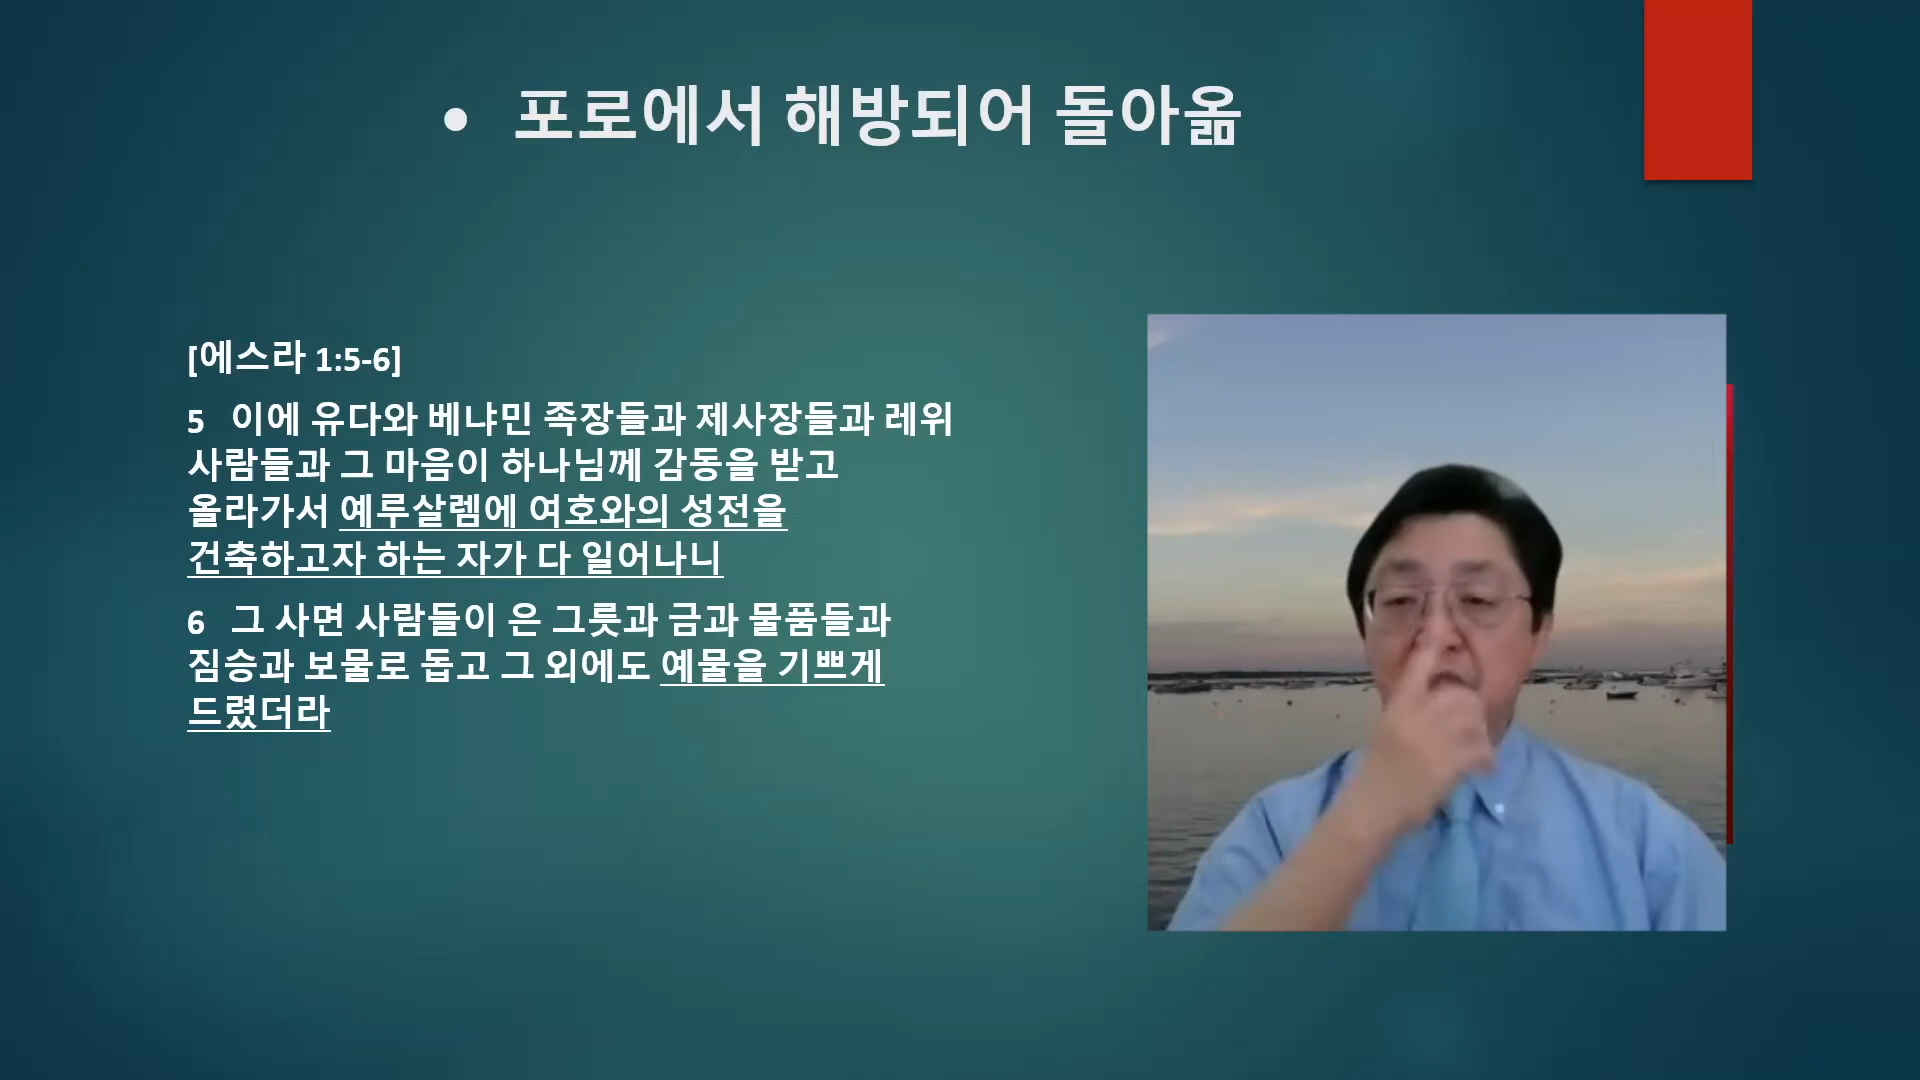 • 포로에서 해방되어 돌아옮
[에스라 1:5-6]
5 이에 유다와 베냐민 족장들과 제사장들과 레위
사람들과 그 마음이 하나님께 감동을 받고
올라가서 예루살렘에 여호와의 성전을
건축하고자 하는 자가 다 일어나니
6 그 사면 사람들이 은 그릇과 금과 물품들과
짐승과 보물로 돕고 그 외에도 예물을 기쁘게
드렸더라